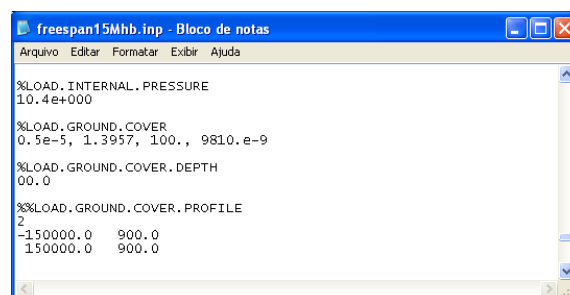 freespan15Mhb.inp - Bloco de notas
Arquivo Editar Formatar Exibir Ajuda
%LOAD.INTERNAL.PRESSURE
10.4e+000
%LOAD.GROUND.COVER
0.5e-5, 1.3957, 100., 9810.e-9
%LOAD.GROUND.COVER.DEPTH
00.0
%%LOAD.GROUND.COVER.PROFILE
2
-150000.0 900.0
150000.0 900.0